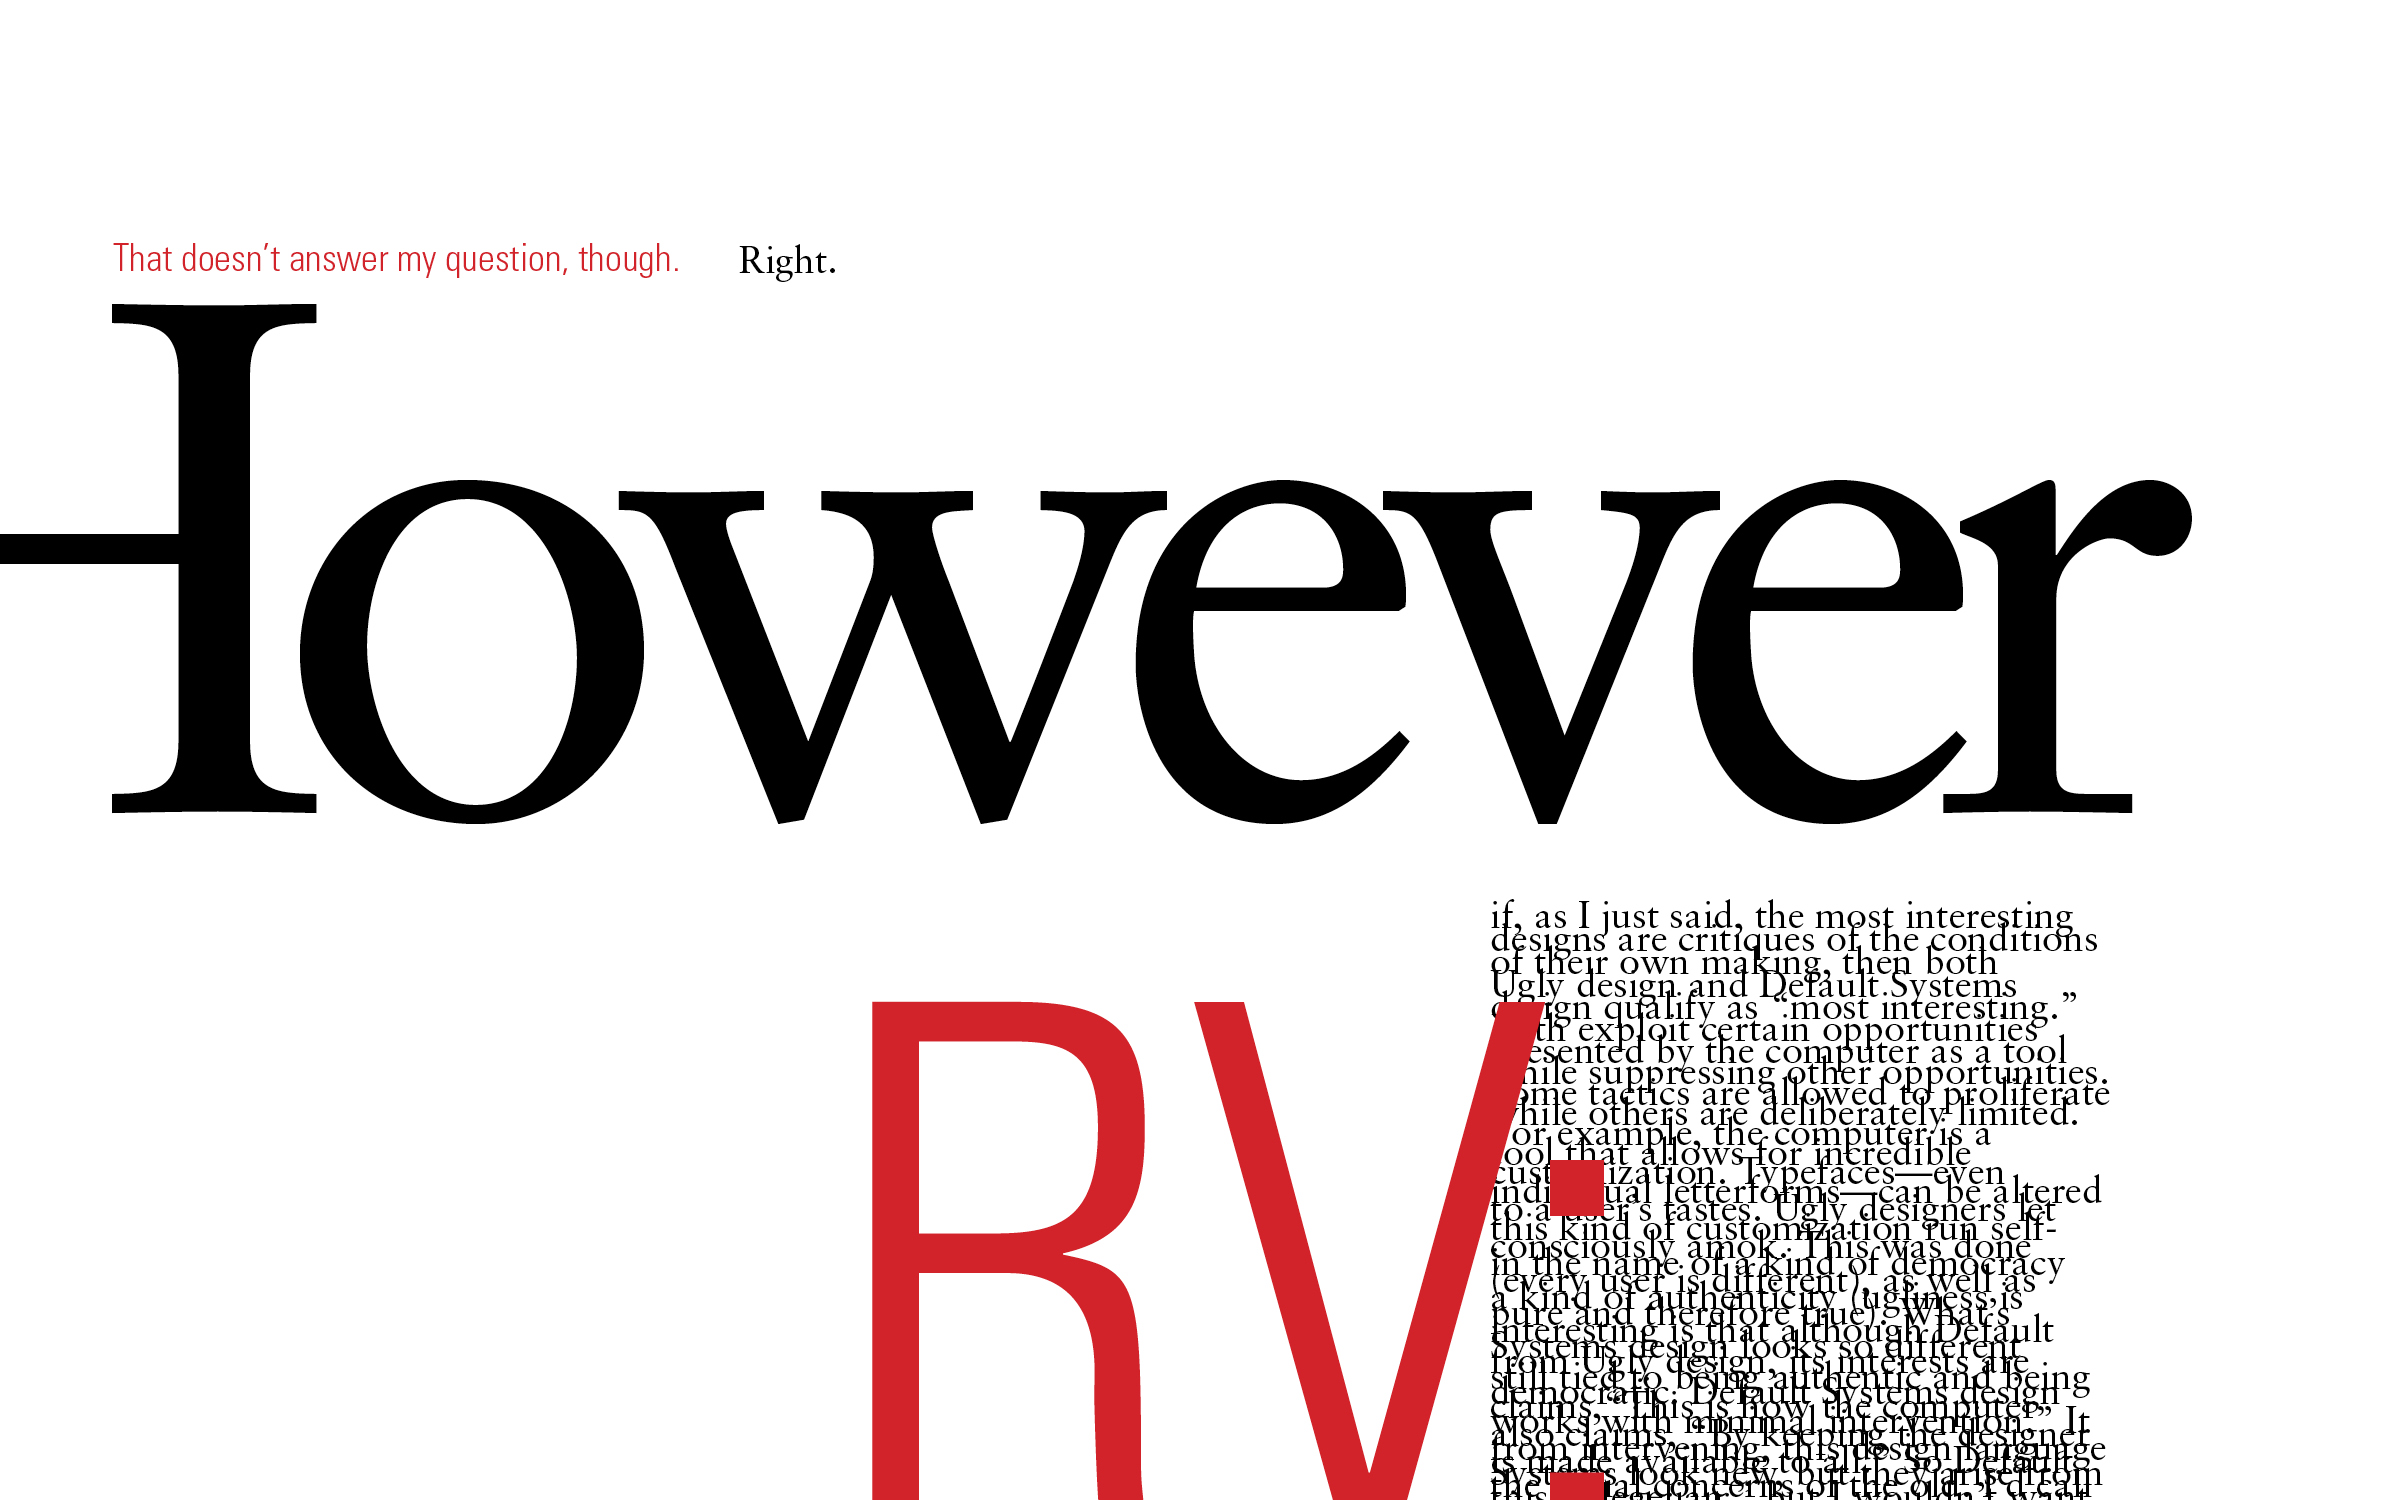 That doesn’t answer my question, though. Right.
However
if, as I just said, the most interesting
designs are critiques of the conditions
of their own making, then both
Ugly design and Default Systems
design qualify as “most interesting.”
exploit certain opportunities
presented by the computer as a tool
while suppressing other opportunities.
Some tactics are allowed to proliferate
while others are deliberately limited.
For example, the computer is a
tool that allows for incredible
customization. Typefaces—even
individual letterforms—can be altered
to a user’s tastes. Ugly designers let
this kind of customization run self-
consciously amok. This was done
in the name of a kind of democracy
(every user is different), as well as
a kind of authenticity (ugliness is
pure and therefore true). What’s
interesting is that although Default
Systems design looks so different
from Ugly design, its interests are
still tied to being authentic and being
democratic. Default Systems design
claims, “This is how the computer
works with minimal intervention.” It
also claims, “By keeping the designer
from intervening, this design language
is made available to all.” So Default
Systems look new, but they arise from
the concerns of the old. I’d call
this but I wouldn’t want
RV: